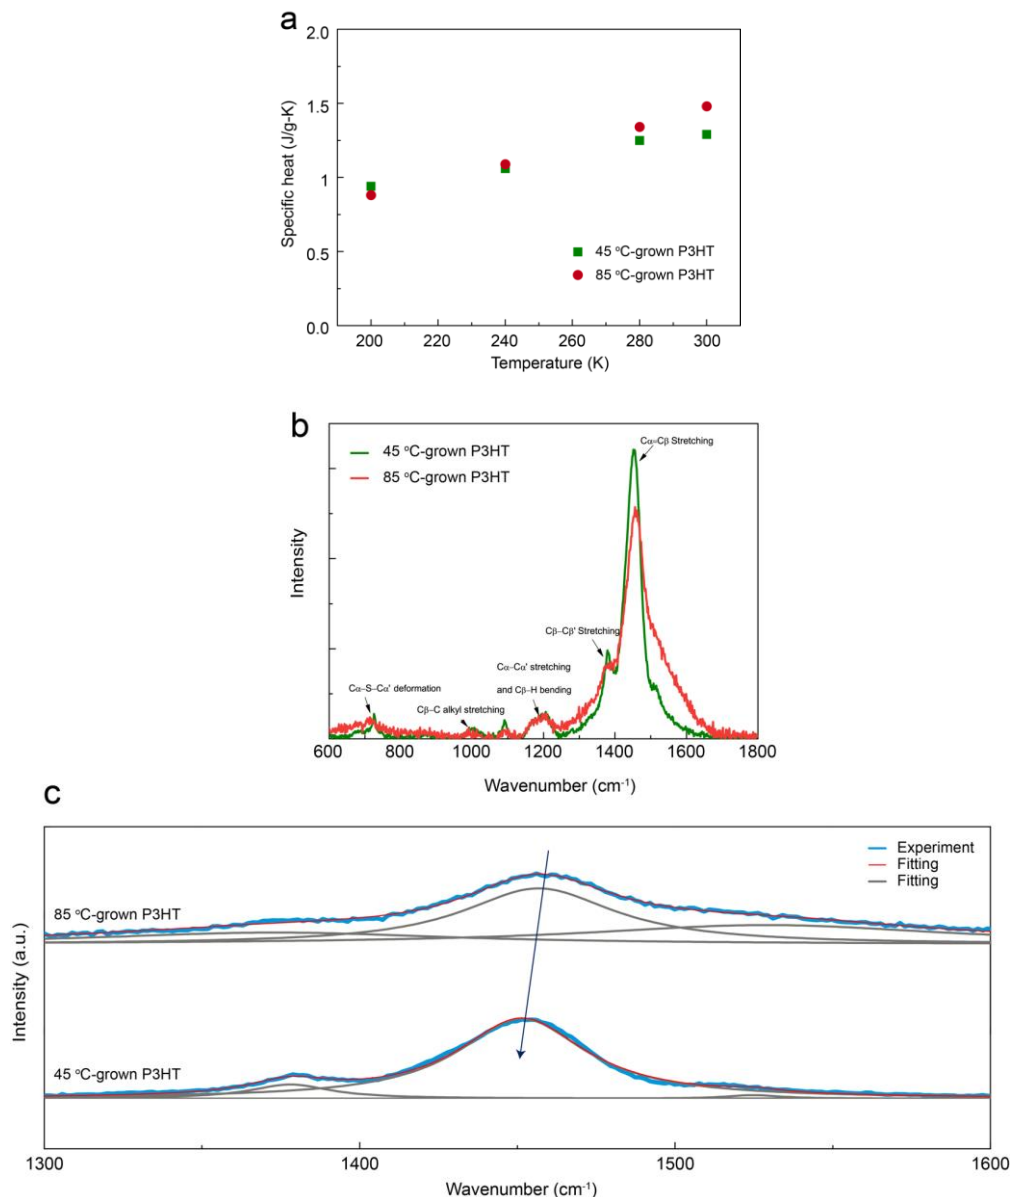 a
2.0
1.5
1
0.5
0.0
Specific heat (J/g-K)
45 °C-grown P3HT
85 °C-grown P3HT
200 220 240 260 280 300
Temperature (K)
b
45 °C-grown P3HT
85 °C-grown P3HT
Cα–Cβ Stretching
Cβ–Cβ' Stretching
Cα–Cα' stretching
and Cβ–H bending
Cα–S–Cα' deformation
Cβ–C alkyl stretching
Intensity
600 800 1000 1200 1400 1600 1800
Wavenumber (cm⁻¹)
c
Experiment
Fitting
Fitting
85 °C-grown P3HT
45 °C-grown P3HT
Intensity (a.u.)
1300 1400 1500 1600
Wavenumber (cm⁻¹)